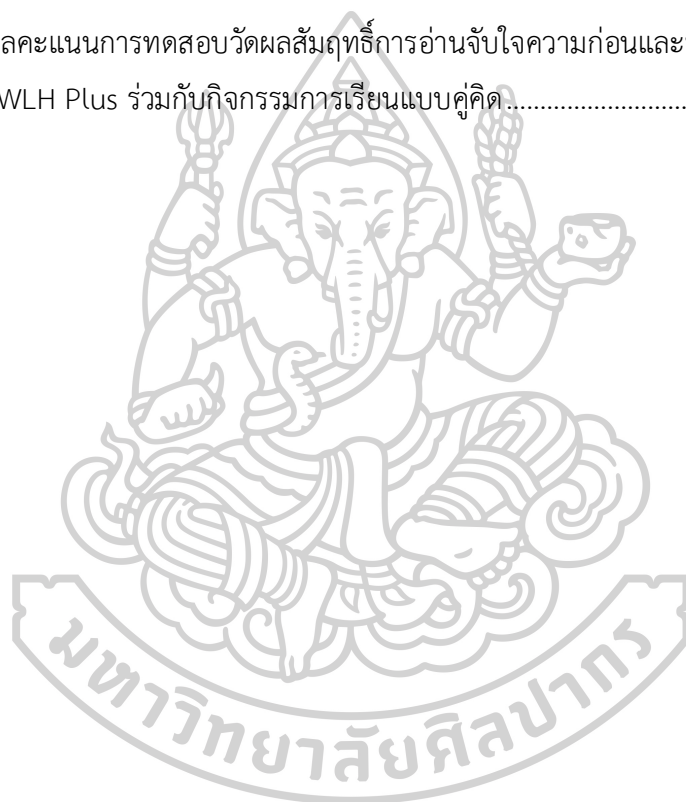 ลคะแนนการทดสอบวัดผลสัมฤทธิ์การอ่านจับใจความก่อนและ
WLH Plus ร่วมกับกิจกรรมการเรียนแบบคู่คิด............................
มหาวิทยาลัยศิลปากร